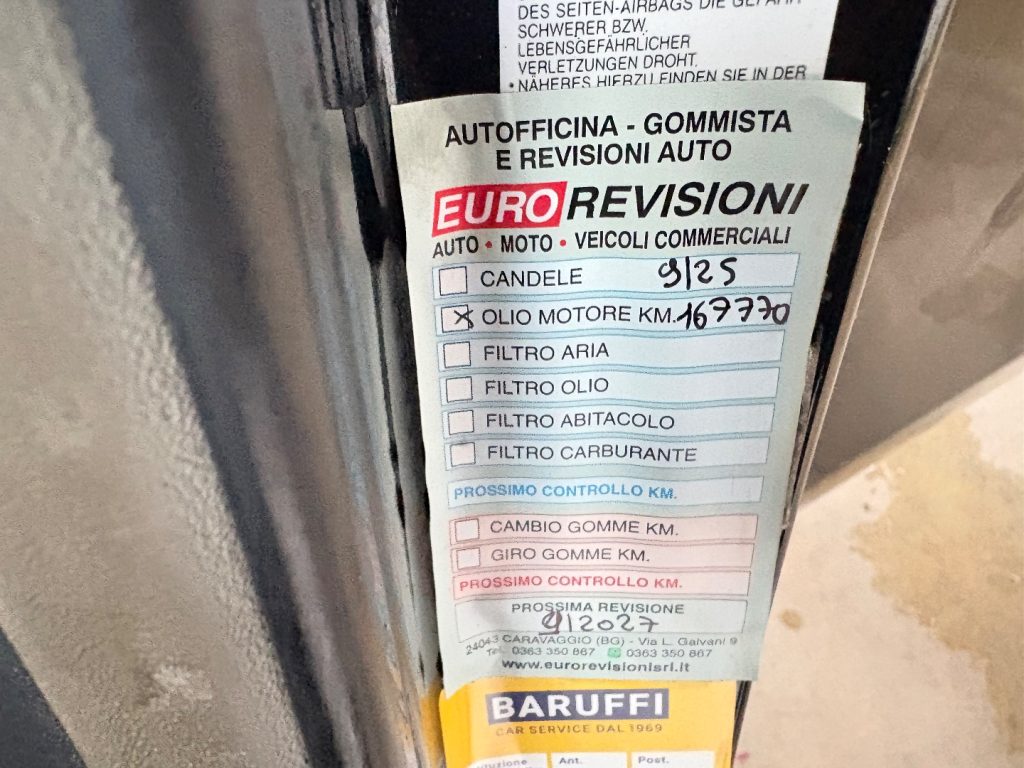 DES SEITEN-AIRBAGS DIE GEFAHR
SCHWERER BZW.
LEBENSGEFÄHRLICHER
VERLETZUNGEN DROHT.
• NÄHERES HIERZU FINDEN SIE IN DER
AUTOFFICINA - GOMMISTA
E REVISIONI AUTO
EURO REVISIONI
AUTO • MOTO • VEICOLI COMMERCIALI
CANDELE 9/25
X OLIO MOTORE KM. 167770
FILTRO ARIA
FILTRO OLIO
FILTRO ABITACOLO
FILTRO CARBURANTE
PROSSIMO CONTROLLO KM.
CAMBIO GOMME KM.
GIRO GOMME KM.
PROSSIMO CONTROLLO KM.
PROSSIMA REVISIONE
9/2027
24043 CARAVAGGIO (BG) - Via L. Galvani 9
Tel. 0363 350 867 0363 350 867
www.eurorevisionisrl.it
BARUFFI
CAR SERVICE DAL 1969
Ant. Post.